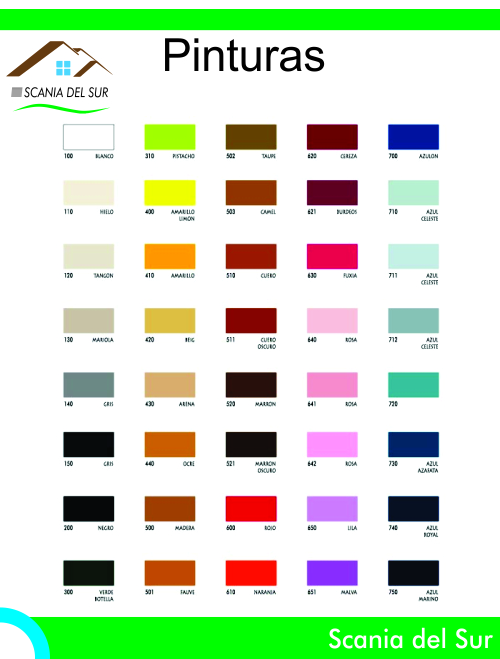 Pinturas
SCANIA DEL SUR
100 BLANCO
310 PISTACHO
502 TAUPE
620 CEREZA
700 AZULON
110 HIELO
400 AMARILLO
LIMON
503 CAMEL
621 BURDEOS
710 AZUL
CELESTE
120 TANGON
410 AMARILLO
510 CUERO
630 FUXIA
711 AZUL
CELESTE
130 MARIOLA
420 BEIG
511 CUERO
OSCURO
640 ROSA
712 AZUL
CELESTE
140 GRIS
430 ARENA
520 MARRON
641 ROSA
720
150 GRIS
440 OCRE
521 MARRON
OSCURO
642 ROSA
730 AZUL
AZAFATA
200 NEGRO
500 MADERA
600 ROJO
650 LILA
740 AZUL
ROYAL
300 VERDE
BOTELLA
501 FAUVE
610 NARANJA
651 MALVA
750 AZUL
MARINO
Scania del Sur